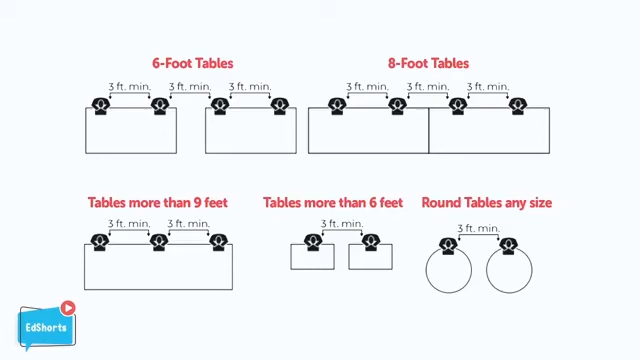 6-Foot Tables
3 ft. min. 3 ft. min. 3 ft. min.
8-Foot Tables
3 ft. min. 3 ft. min. 3 ft. min.
Tables more than 9 feet
3 ft. min. 3 ft. min.
Tables more than 6 feet
3 ft. min.
Round Tables any size
3 ft. min.
EdShorts